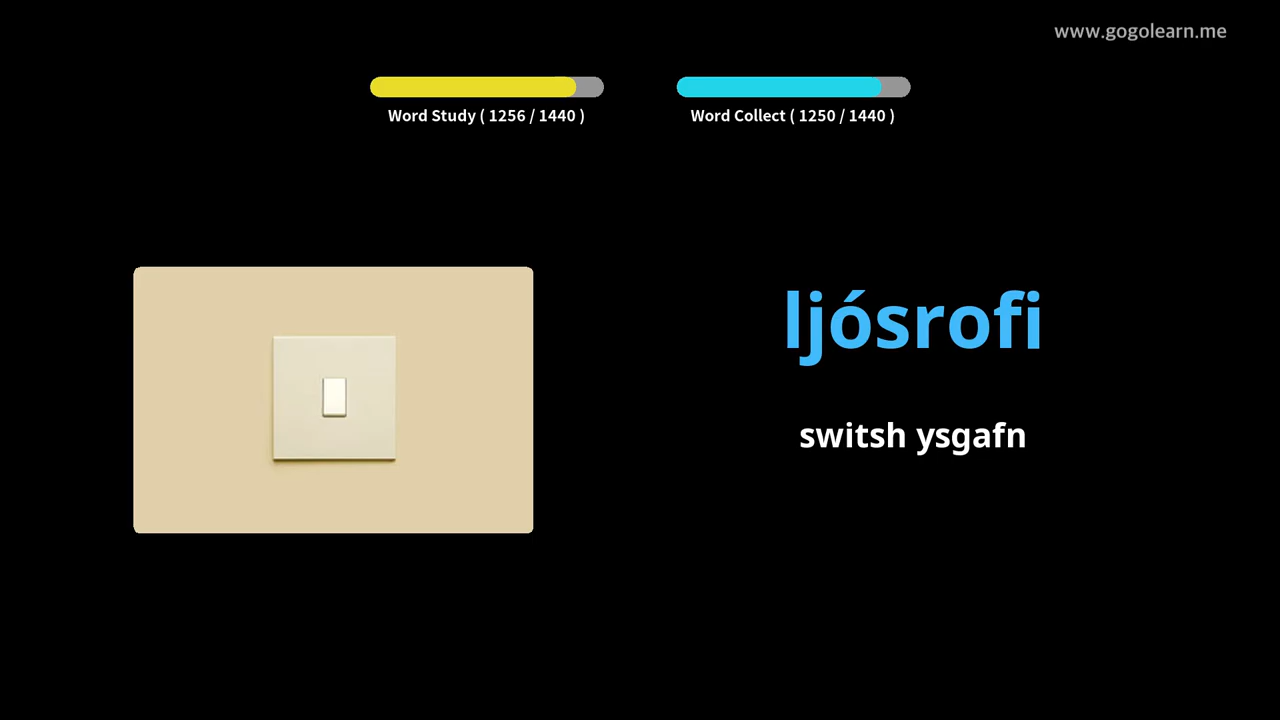 www.gogolearn.me
Word Study ( 1256 / 1440 )
Word Collect ( 1250 / 1440 )
ljósrofi
switsh ysgafn